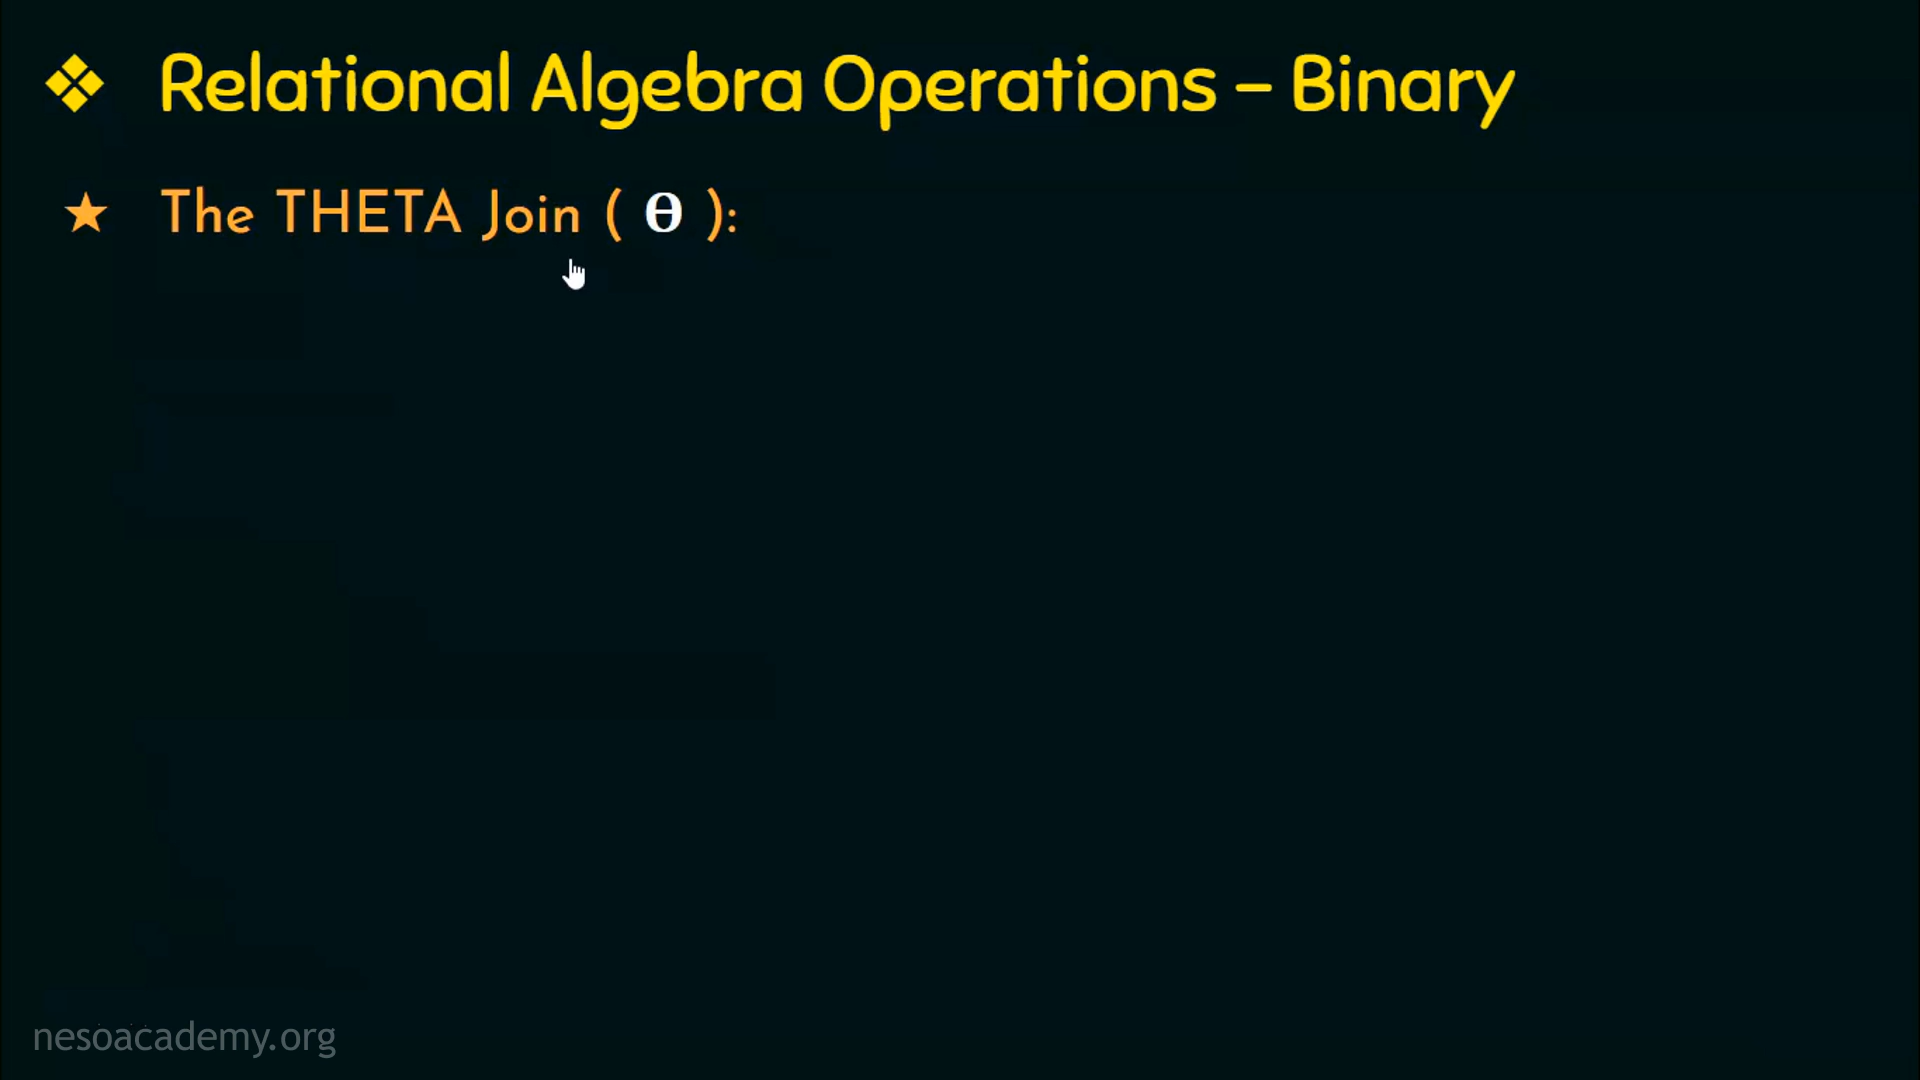 ❖ Relational Algebra Operations – Binary
★ The THETA Join ( θ ):
nesoacademy.org